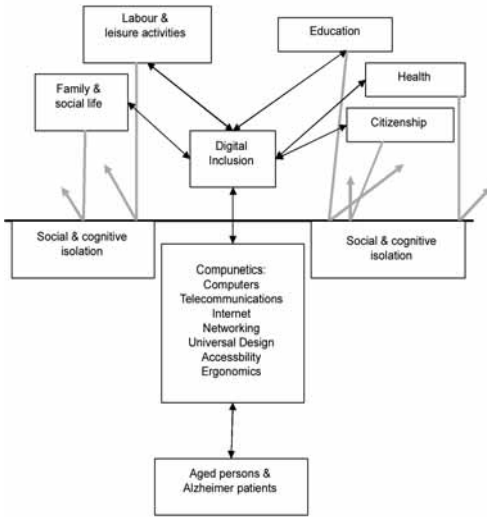 Labour &
leisure activities
Education
Family &
social life
Health
Citizenship
Digital
Inclusion
Social & cognitive
isolation
Social & cognitive
isolation
Compunetics:
Computers
Telecommunications
Internet
Networking
Universal Design
Accessbility
Ergonomics
Aged persons &
Alzheimer patients